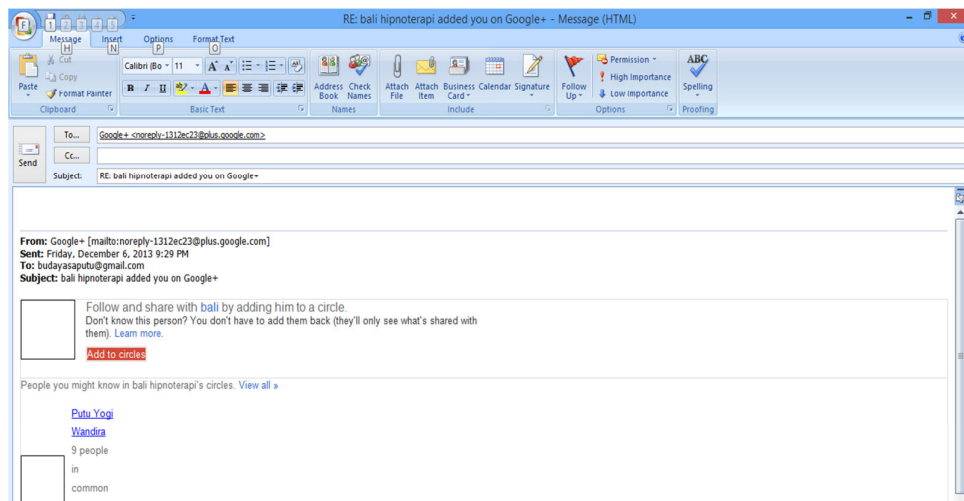 RE: bali hipnoterapi added you on Google+ - Message (HTML)
F 1 2 3 4 5
Message Insert Options Format Text
H N P O
Cut
Copy
Paste
Format Painter
Calibri (Bo 11
B I U
Address Book
Check Names
Attach File
Attach Item
Business Card
Calendar
Signature
Follow Up
Permission
High Importance
Low Importance
ABC
Spelling
Clipboard Basic Text Names Include Options Proofing
To... Google+ <noreply-1312ec23@plus.google.com>
Cc...
Send
Subject: RE: bali hipnoterapi added you on Google+
From: Google+ [mailto:noreply-1312ec23@plus.google.com]
Sent: Friday, December 6, 2013 9:29 PM
To: budayasaputu@gmail.com
Subject: bali hipnoterapi added you on Google+
Follow and share with bali by adding him to a circle.
Don't know this person? You don't have to add them back (they'll only see what's shared with
them). Learn more.
Add to circles
People you might know in bali hipnoterapi's circles. View all »
Putu Yogi
Wandira
9 people
in
common